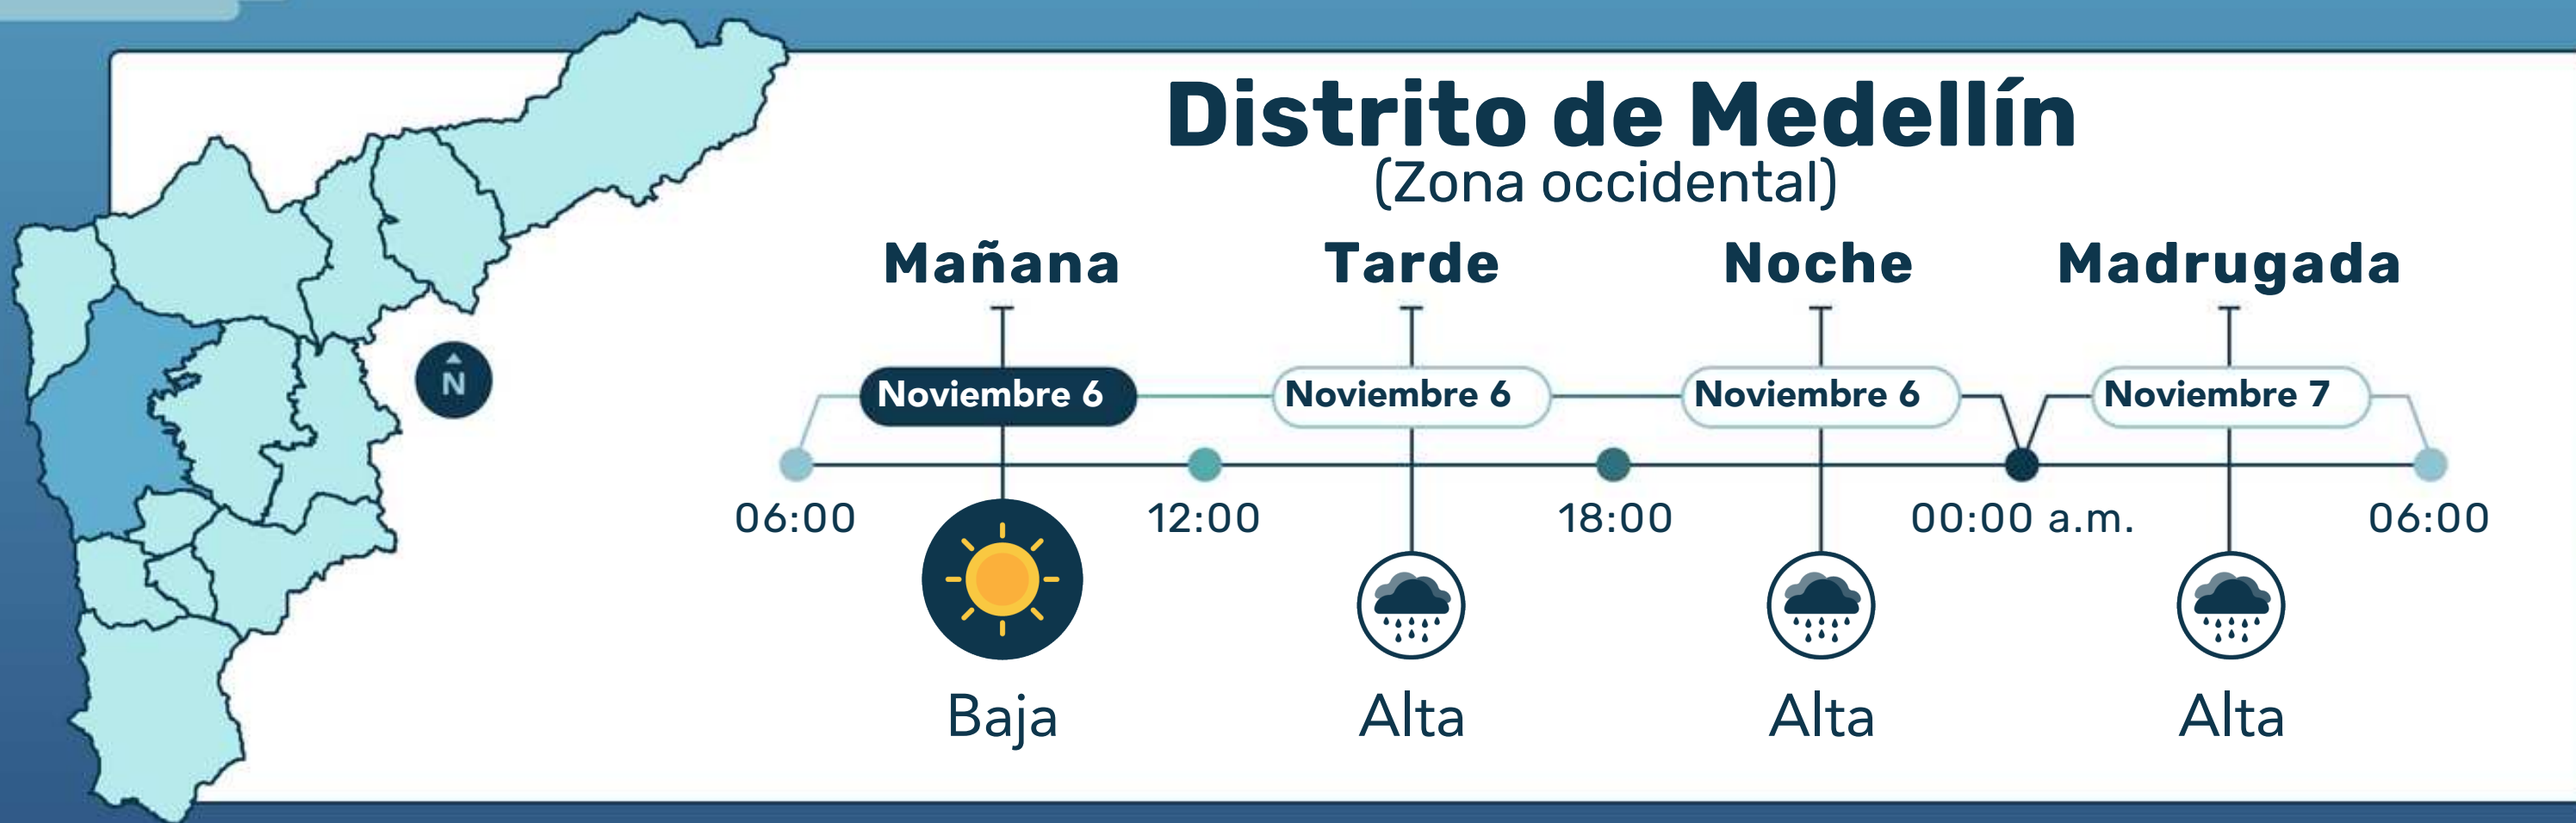 Distrito de Medellín
(Zona occidental)
Mañana Tarde Noche Madrugada
N
Noviembre 6 Noviembre 6 Noviembre 6 Noviembre 7
06:00 12:00 18:00 00:00 a.m. 06:00
Baja Alta Alta Alta